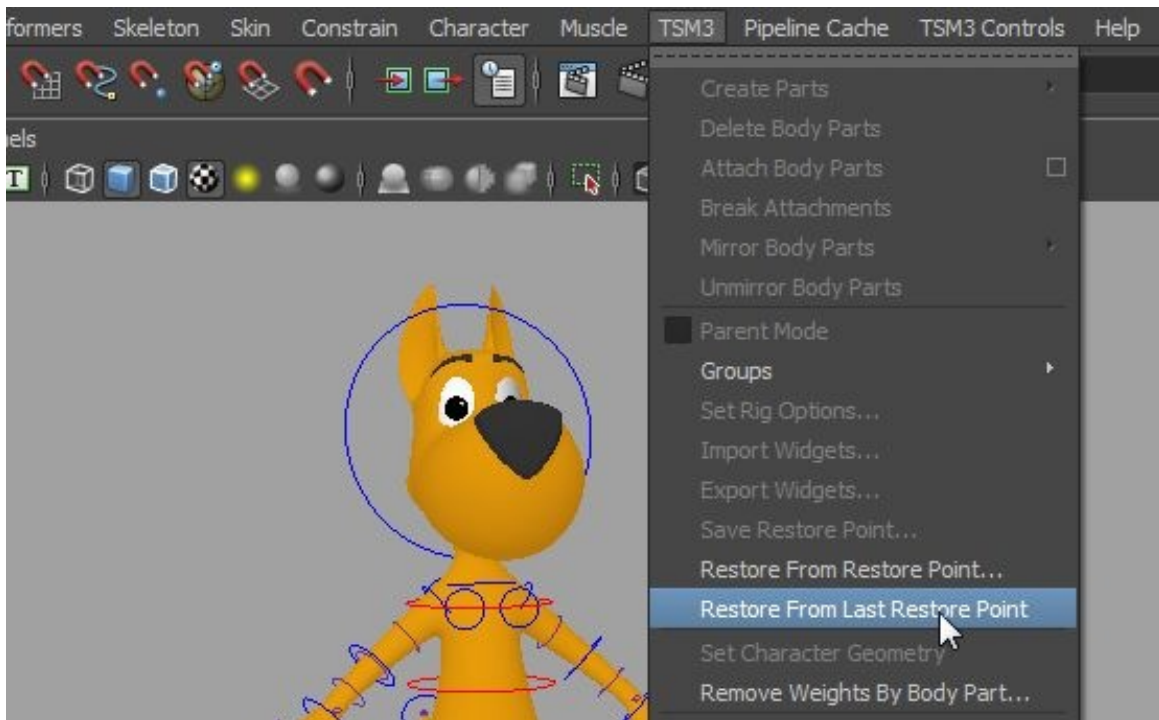 formers Skeleton Skin Constrain Character Muscle TSM3 Pipeline Cache TSM3 Controls Help
Create Parts
nels
Delete Body Parts
T
Attach Body Parts
Break Attachments
Mirror Body Parts
Unmirror Body Parts
Parent Mode
Groups
Set Rig Options...
Import Widgets...
Export Widgets...
Save Restore Point...
Restore From Restore Point...
Restore From Last Restore Point
Set Character Geometry
Remove Weights By Body Part...